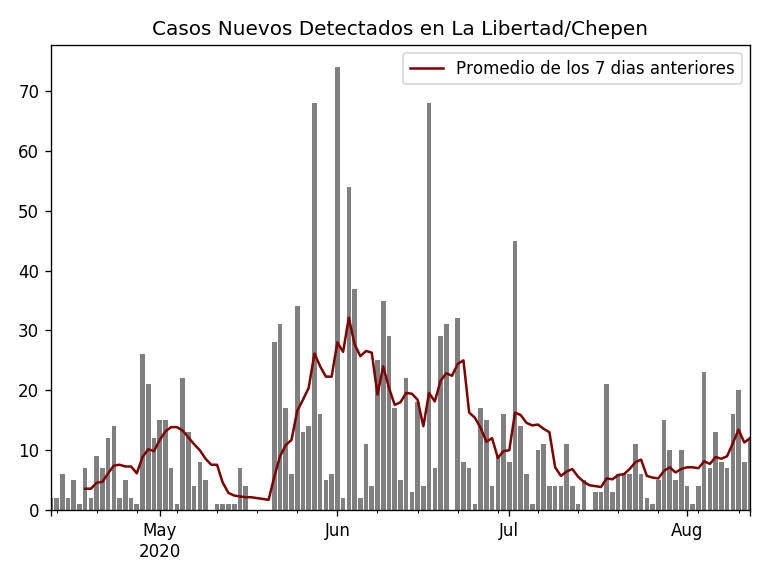 Casos Nuevos Detectados en La Libertad/Chepen
Promedio de los 7 dias anteriores
70
60
50
40
30
20
10
0
May
2020
Jun
Jul
Aug